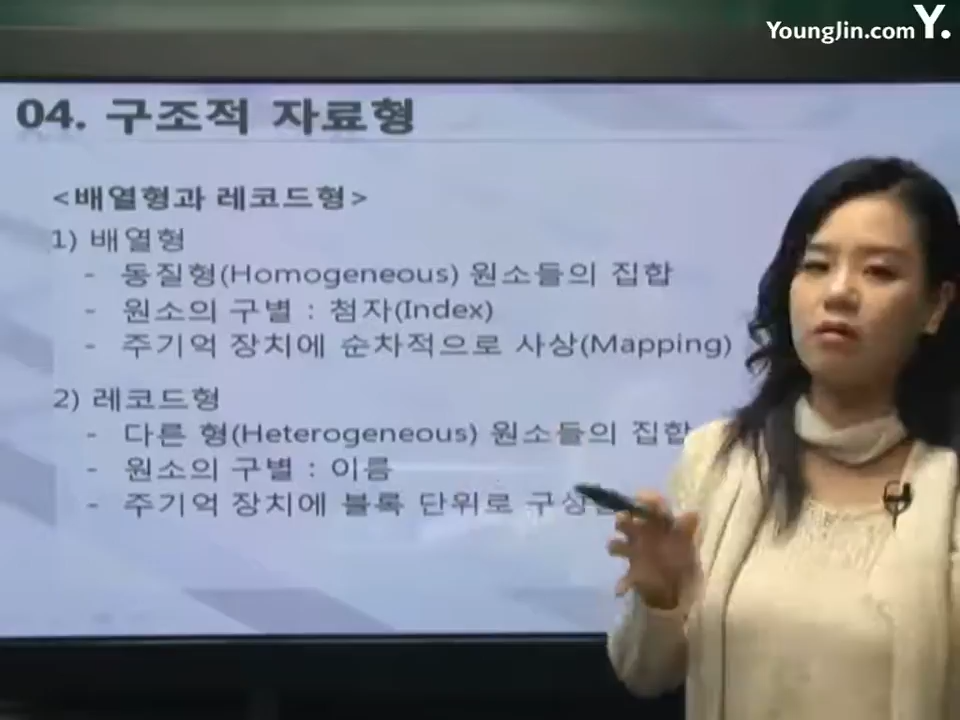 YoungJin.com Y.
04. 구조적 자료형
<배열형과 레코드형>
1) 배열형
- 동질형(Homogeneous) 원소들의 집합
- 원소의 구별 : 첨자(Index)
- 주기억 장치에 순차적으로 사상(Mapping)
2) 레코드형
- 다른 형(Heterogeneous) 원소들의 집합
- 원소의 구별 : 이름
- 주기억 장치에 블록 단위로 구성